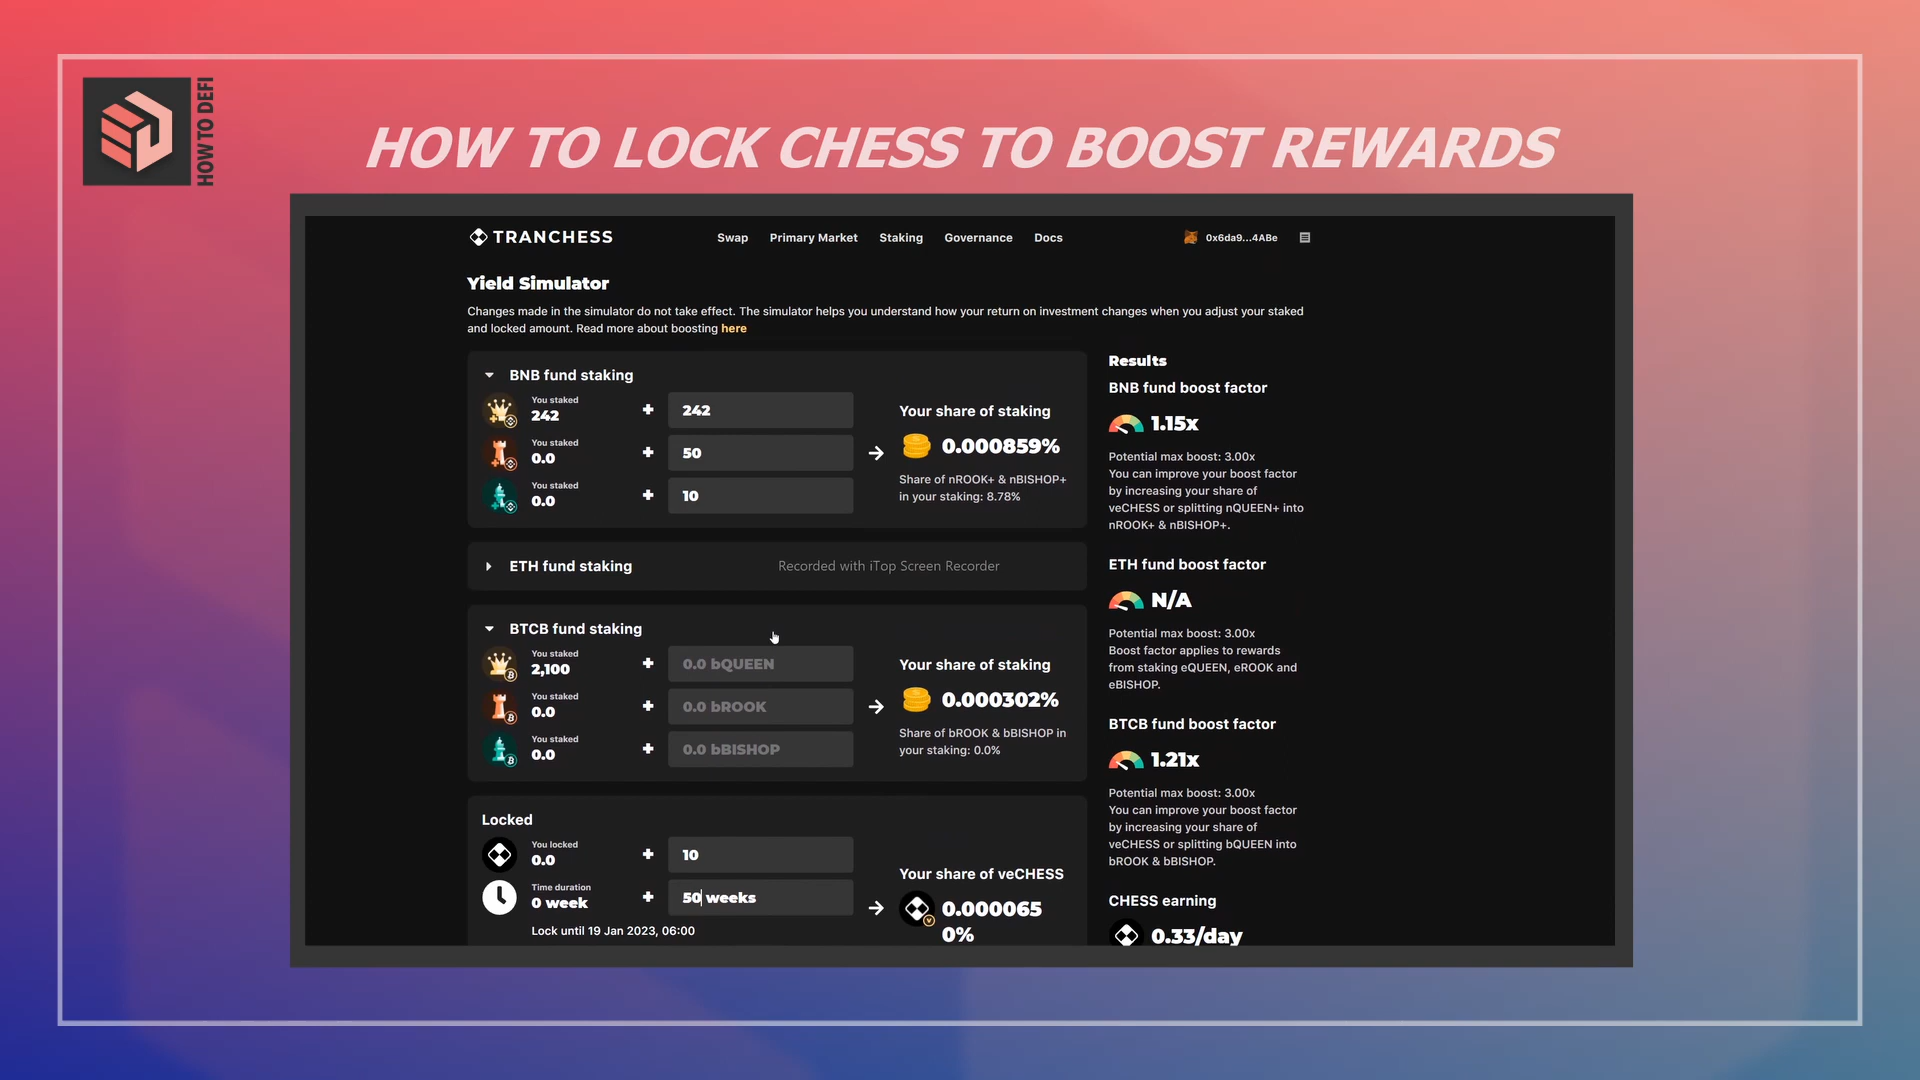 HOW TO DEFI
HOW TO LOCK CHESS TO BOOST REWARDS
TRANCHESS
Swap
Primary Market
Staking
Governance
Docs
0x6da9...4ABe
Yield Simulator
Changes made in the simulator do not take effect. The simulator helps you understand how your return on investment changes when you adjust your staked
and locked amount. Read more about boosting here
BNB fund staking
You staked
242
242
You staked
0.0
50
You staked
0.0
10
Your share of staking
0.000859%
Share of nROOK+ & nBISHOP+
in your staking: 8.78%
ETH fund staking
Recorded with iTop Screen Recorder
BTCB fund staking
You staked
2,100
0.0 bQUEEN
You staked
0.0
0.0 bROOK
You staked
0.0
0.0 bBISHOP
Your share of staking
0.000302%
Share of bROOK & bBISHOP in
your staking: 0.0%
Locked
You locked
0.0
10
Time duration
0 week
50 weeks
Lock until 19 Jan 2023, 06:00
Your share of veCHESS
0.000065
0%
Results
BNB fund boost factor
1.15x
Potential max boost: 3.00x
You can improve your boost factor
by increasing your share of
veCHESS or splitting nQUEEN+ into
nROOK+ & nBISHOP+.
ETH fund boost factor
N/A
Potential max boost: 3.00x
Boost factor applies to rewards
from staking eQUEEN, eROOK and
eBISHOP.
BTCB fund boost factor
1.21x
Potential max boost: 3.00x
You can improve your boost factor
by increasing your share of
veCHESS or splitting bQUEEN into
bROOK & bBISHOP.
CHESS earning
0.33/day